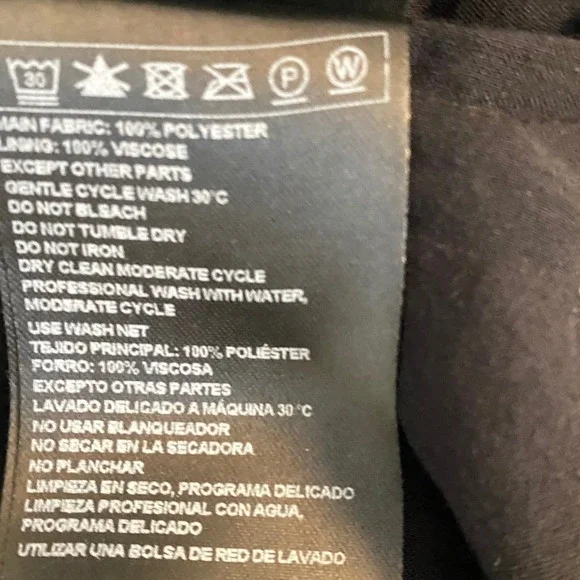 30 P W
MAIN FABRIC: 100% POLYESTER
LINING: 100% VISCOSE
EXCEPT OTHER PARTS
GENTLE CYCLE WASH 30°C
DO NOT BLEACH
DO NOT TUMBLE DRY
DO NOT IRON
DRY CLEAN MODERATE CYCLE
PROFESSIONAL WASH WITH WATER,
MODERATE CYCLE
USE WASH NET
TEJIDO PRINCIPAL: 100% POLIÉSTER
FORRO: 100% VISCOSA
EXCEPTO OTRAS PARTES
LAVADO DELICADO A MÁQUINA 30°C
NO USAR BLANQUEADOR
NO SECAR EN LA SECADORA
NO PLANCHAR
LIMPIEZA EN SECO, PROGRAMA DELICADO
LIMPIEZA PROFESIONAL CON AGUA,
PROGRAMA DELICADO
UTILIZAR UNA BOLSA DE RED DE LAVADO